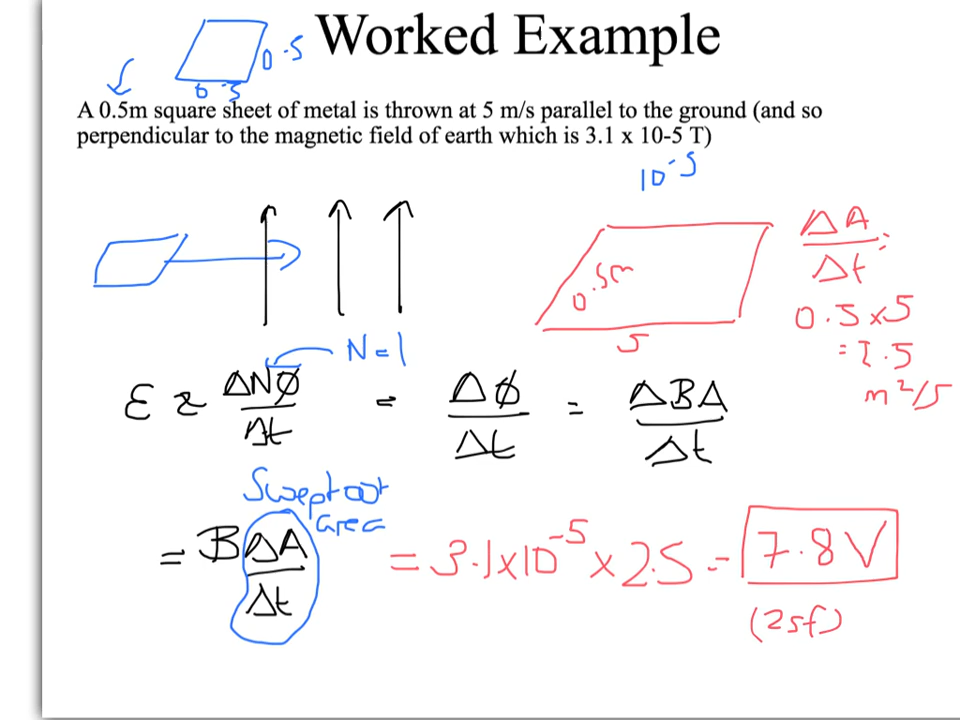 Worked Example
0.5
0.5
A 0.5m square sheet of metal is thrown at 5 m/s parallel to the ground (and so
perpendicular to the magnetic field of earth which is 3.1 x 10-5 T)
10⁻⁵
0.5m
5
ΔA/Δt =
0.5×5
= 2.5
m²/s
N=1
ε = ΔNΦ/Δt = ΔΦ/Δt = ΔBA/Δt
Swept out
area
= BΔA/Δt = 3.1×10⁻⁵ × 2.5 = 7.8V
(2sf)